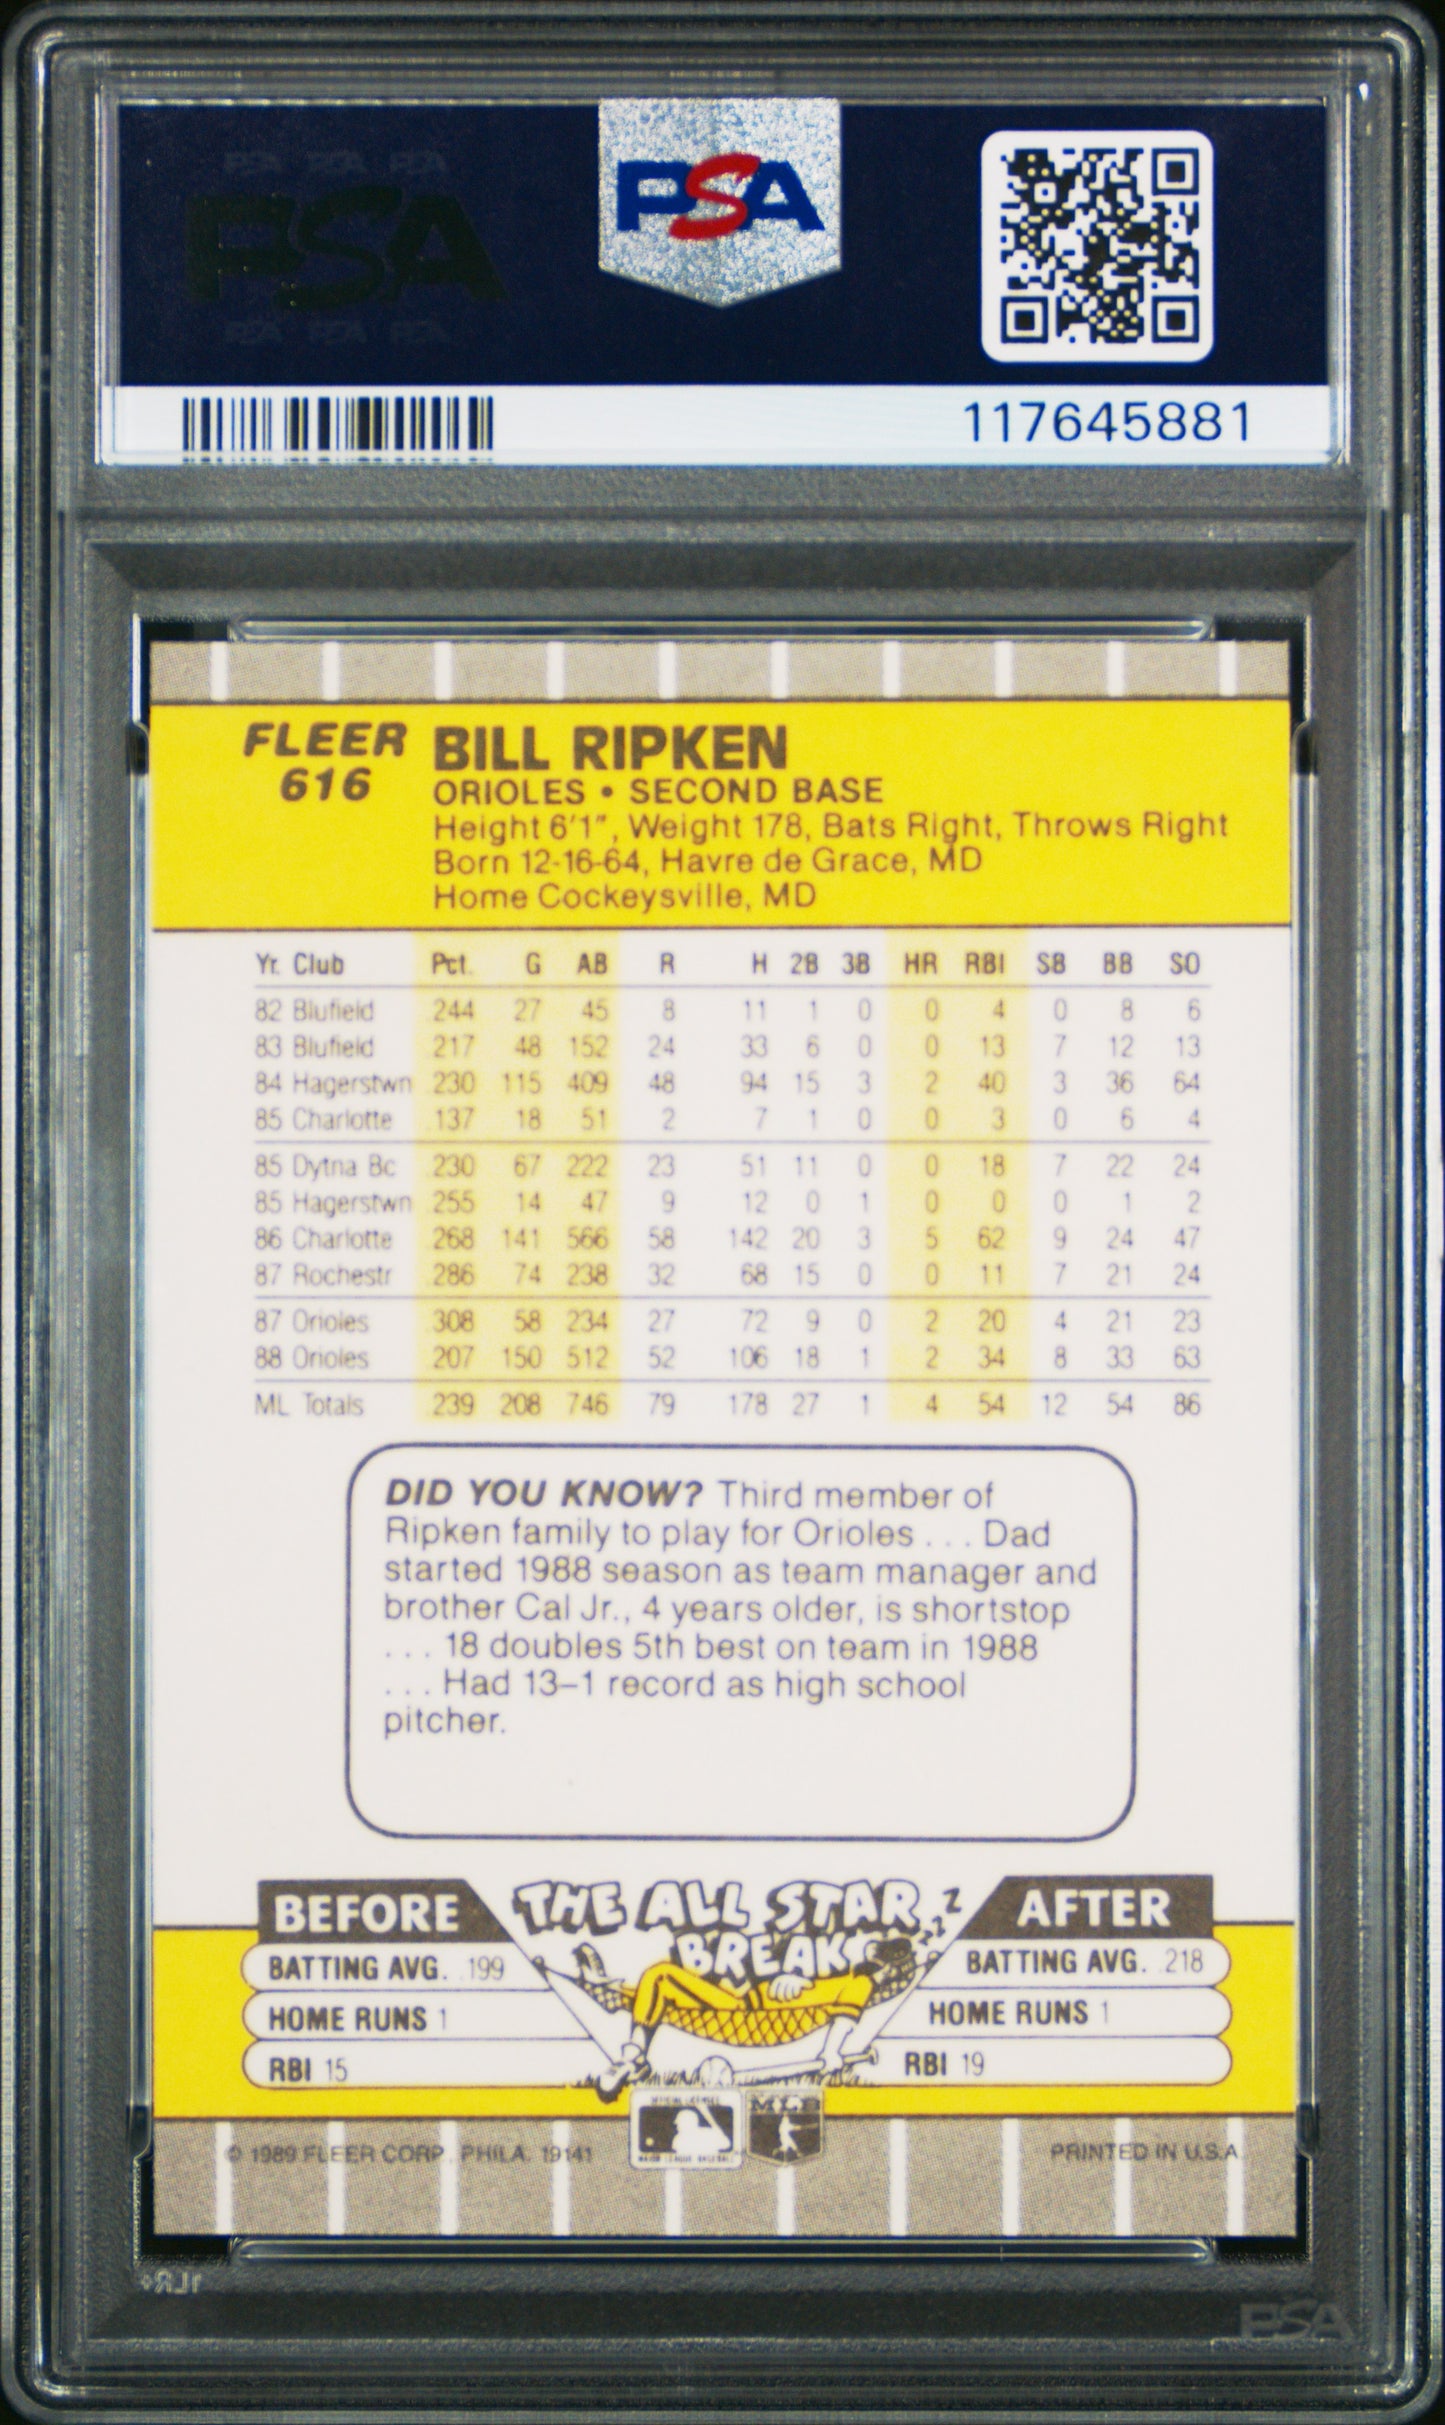 PSA PSA PSA
PSA
PSA PSA PSA
PSA
117645881
FLEER
616
BILL RIPKEN
ORIOLES • SECOND BASE
Height 6'1", Weight 178, Bats Right, Throws Right
Born 12-16-64, Havre de Grace, MD
Home Cockeysville, MD
Yr. Club Pct. G AB R H 2B 3B HR RBI SB BB SO
82 Blufield .244 27 45 8 11 1 0 0 4 0 8 6
83 Blufield .217 48 152 24 33 6 0 0 13 7 12 13
84 Hagerstwn .230 115 409 48 94 15 3 2 40 3 36 64
85 Charlotte .137 18 51 2 7 1 0 0 3 0 6 4
85 Dytna Bc .230 67 222 23 51 11 0 0 18 7 22 24
85 Hagerstwn .255 14 47 9 12 0 1 0 0 0 1 2
86 Charlotte .268 141 566 58 142 20 3 5 62 9 24 47
87 Rochestr .286 74 238 32 68 15 0 0 11 7 21 24
87 Orioles .308 58 234 27 72 9 0 2 20 4 21 23
88 Orioles .207 150 512 52 106 18 1 2 34 8 33 63
ML Totals .239 208 746 79 178 27 1 4 54 12 54 86
DID YOU KNOW? Third member of
Ripken family to play for Orioles . . . Dad
started 1988 season as team manager and
brother Cal Jr., 4 years older, is shortstop
. . . 18 doubles 5th best on team in 1988
. . . Had 13–1 record as high school
pitcher.
BEFORE
BATTING AVG. .199
HOME RUNS 1
RBI 15
THE ALL STAR
BREAK
z z z Z
AFTER
BATTING AVG. .218
HOME RUNS 1
RBI 19
MLB
© 1989 FLEER CORP., PHILA. 19141
PRINTED IN U.S.A.
1LR+
PSA